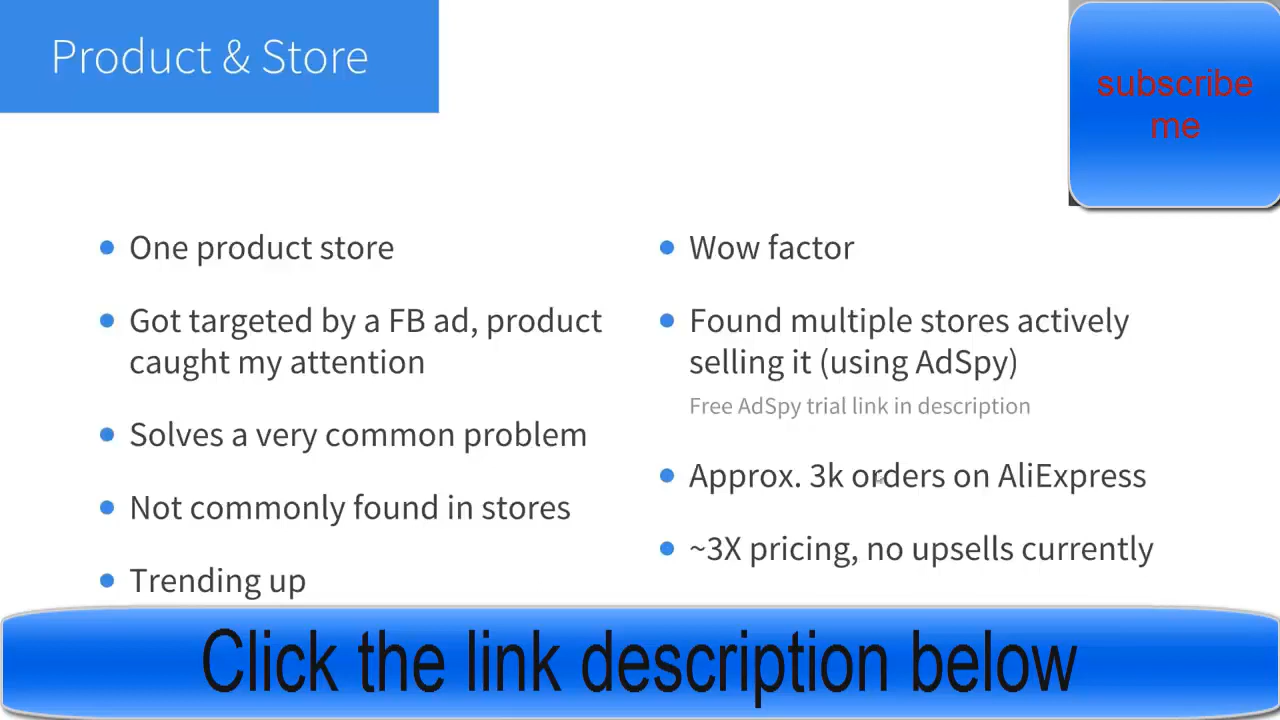 Product & Store
subscribe
me
One product store
Got targeted by a FB ad, product
caught my attention
Solves a very common problem
Not commonly found in stores
Trending up
Wow factor
Found multiple stores actively
selling it (using AdSpy)
Free AdSpy trial link in description
Approx. 3k orders on AliExpress
~3X pricing, no upsells currently
Click the link description below